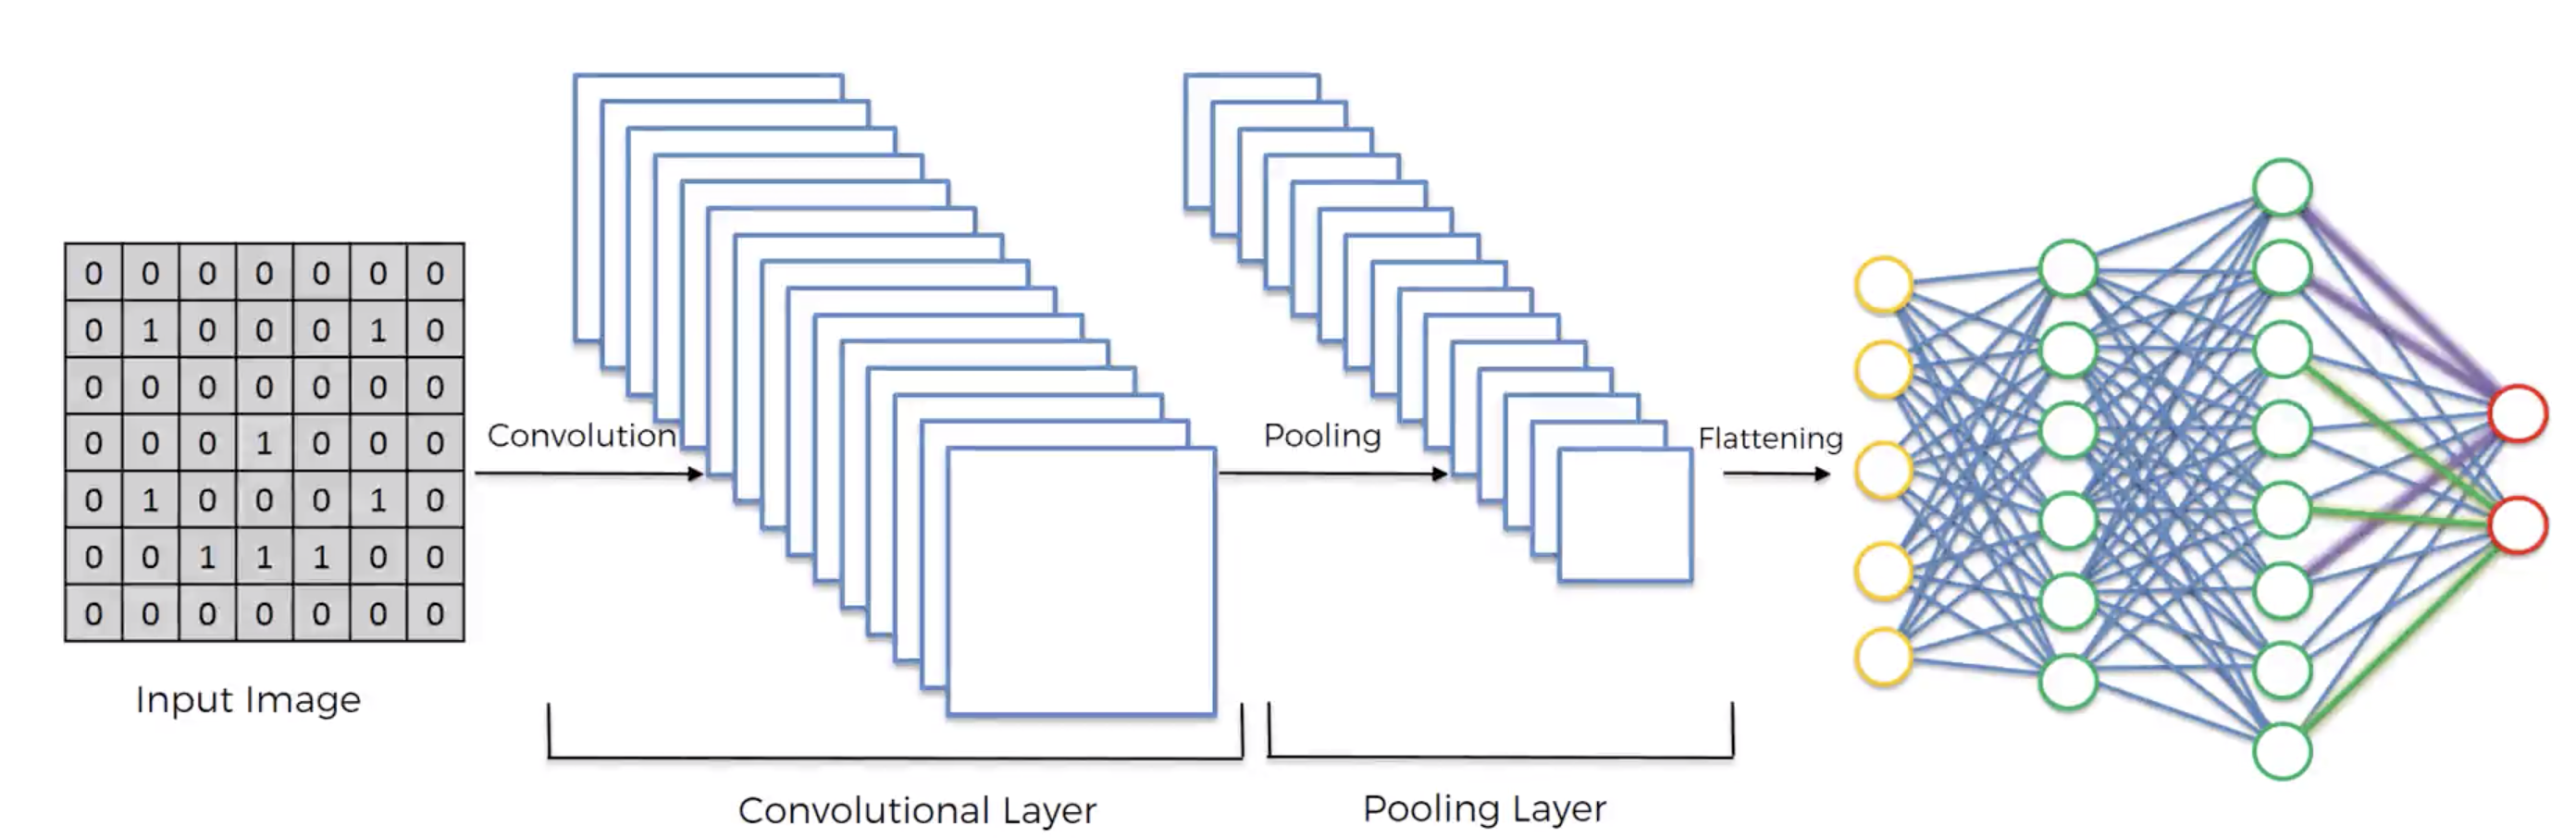 0 0 0 0 0 0 0
0 1 0 0 0 1 0
0 0 0 0 0 0 0
0 0 0 1 0 0 0
0 1 0 0 0 1 0
0 0 1 1 1 0 0
0 0 0 0 0 0 0
Input Image
Convolution
Convolutional Layer
Pooling
Pooling Layer
Flattening